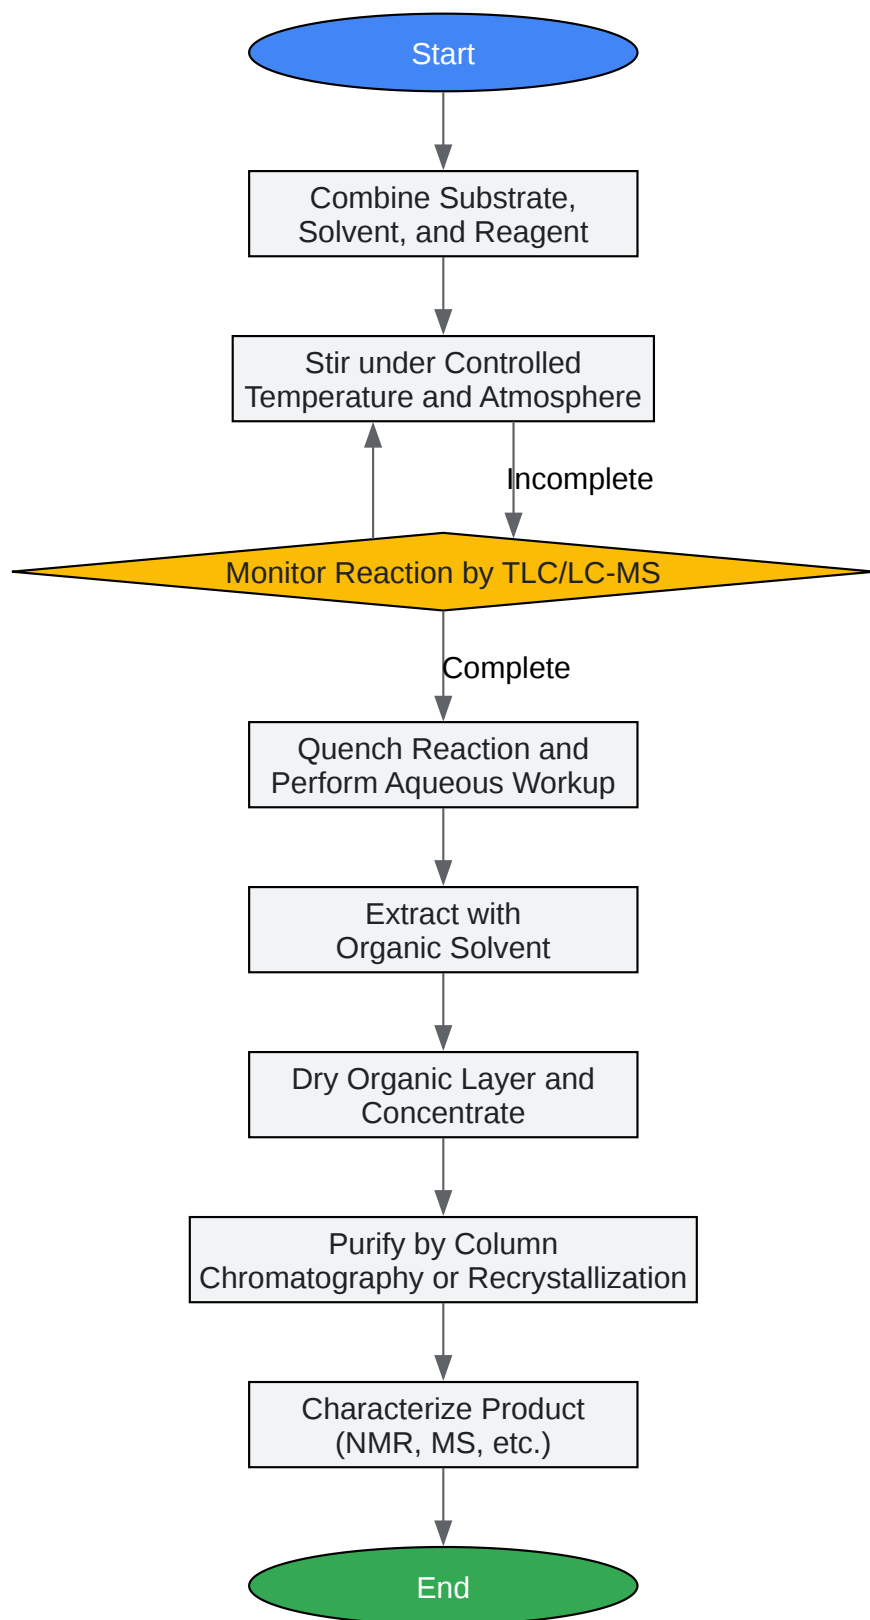 Start
Combine Substrate,
Solvent, and Reagent
Stir under Controlled
Temperature and Atmosphere
Incomplete
Monitor Reaction by TLC/LC-MS
Complete
Quench Reaction and
Perform Aqueous Workup
Extract with
Organic Solvent
Dry Organic Layer and
Concentrate
Purify by Column
Chromatography or Recrystallization
Characterize Product
(NMR, MS, etc.)
End